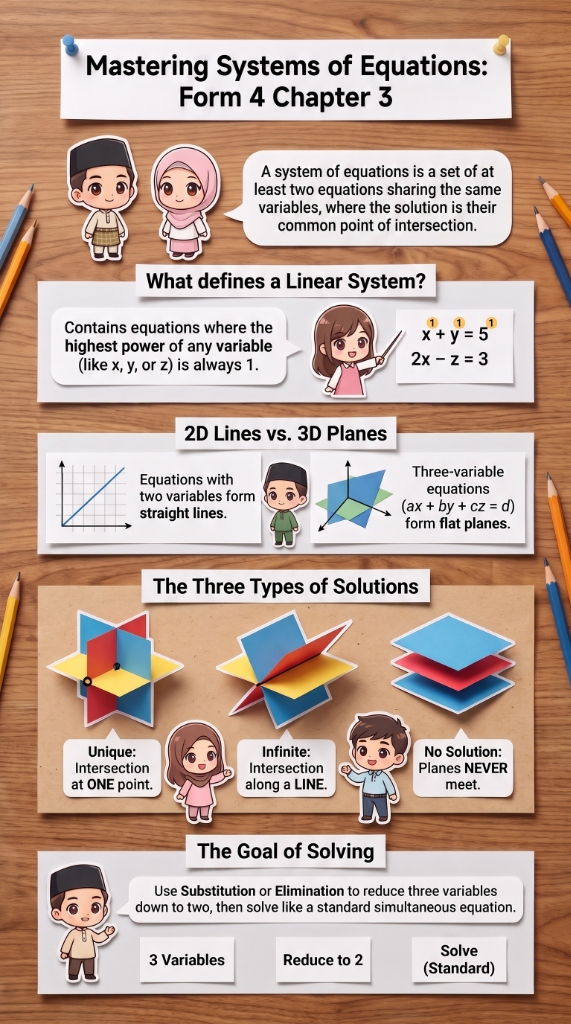 Mastering Systems of Equations:
Form 4 Chapter 3
A system of equations is a set of at
least two equations sharing the same
variables, where the solution is their
common point of intersection.
What defines a Linear System?
Contains equations where the
highest power of any variable
(like x, y, or z) is always 1.
1 1 1
x + y = 5
2x − z = 3
2D Lines vs. 3D Planes
Equations with
two variables form
straight lines.
Three-variable
equations
(ax + by + cz = d)
form flat planes.
The Three Types of Solutions
Unique:
Intersection
at ONE point.
Infinite:
Intersection
along a LINE.
No Solution:
Planes NEVER
meet.
The Goal of Solving
Use Substitution or Elimination to reduce three variables
down to two, then solve like a standard simultaneous equation.
3 Variables
Reduce to 2
Solve
(Standard)